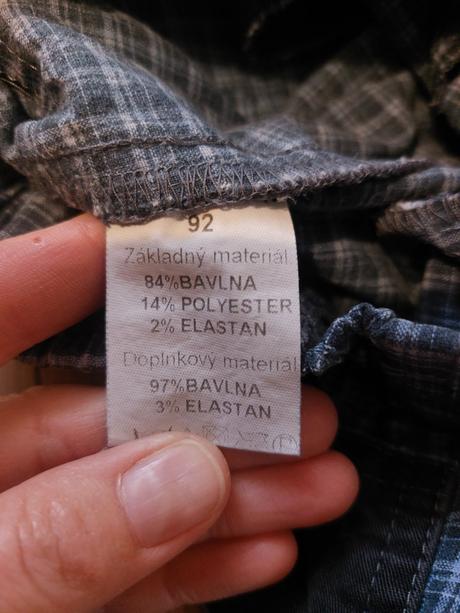 92
Základný materiál
84%BAVLNA
14% POLYESTER
2% ELASTAN
Doplnkový materiál
97%BAVLNA
3% ELASTAN
P